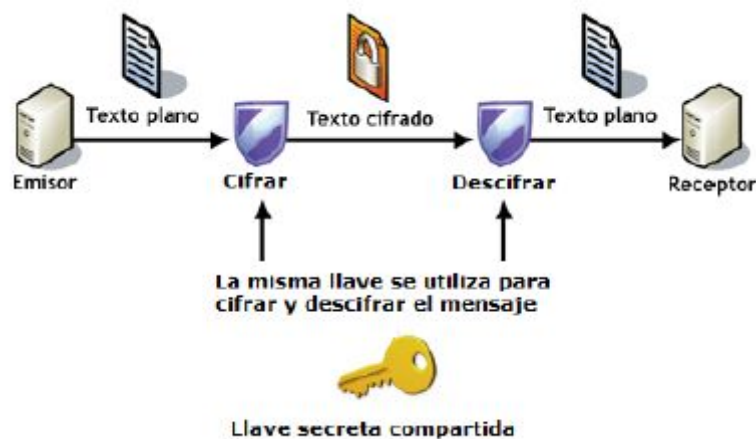 Texto plano
Texto cifrado
Texto plano
Emisor
Cifrar
Descifrar
Receptor
La misma llave se utiliza para
cifrar y descifrar el mensaje
Llave secreta compartida